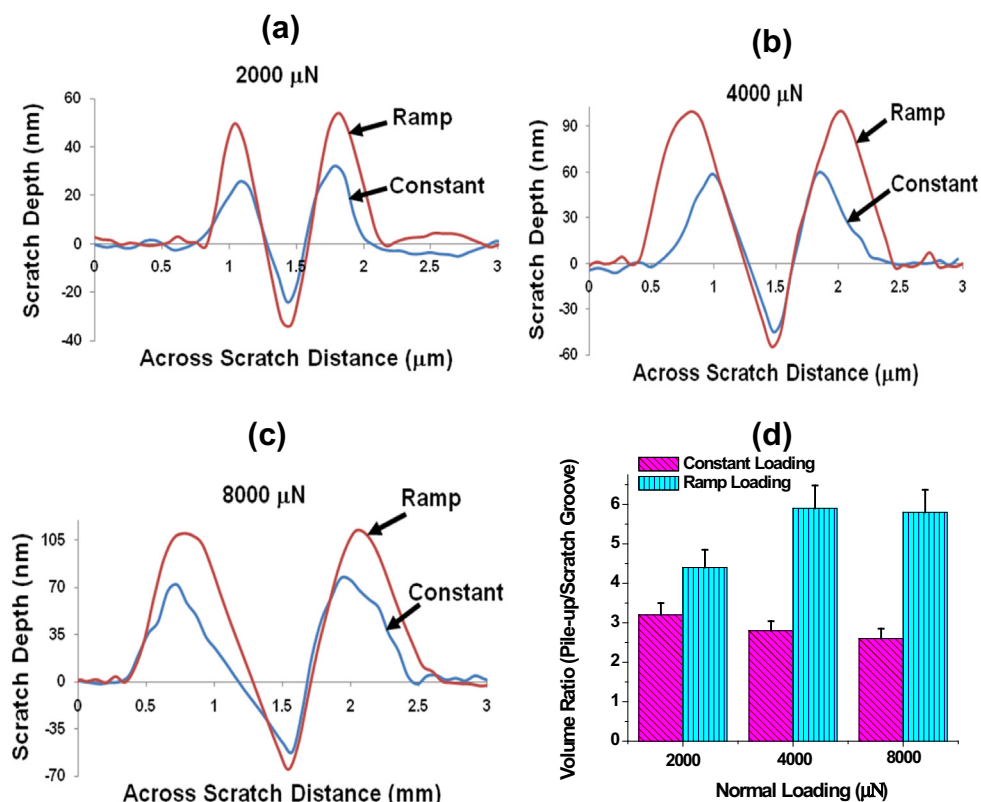 (a)
2000 µN
Scratch Depth (nm)
60
40
20
0
-20
-40
0
0.5
1
1.5
2
2.5
3
Ramp
Constant
Across Scratch Distance (µm)
(b)
4000 µN
Scratch Depth (nm)
90
60
30
0
-30
-60
0
0.5
1
1.5
2
2.5
3
Ramp
Constant
Across Scratch Distance (µm)
(c)
8000 µN
Scratch Depth (nm)
105
70
35
0
-35
-70
0
0.5
1
1.5
2
2.5
3
Ramp
Constant
Across Scratch Distance (mm)
(d)
Constant Loading
Ramp Loading
Volume Ratio (Pile-up/Scratch Groove)
6
5
4
3
2
1
0
2000
4000
8000
Normal Loading (µN)